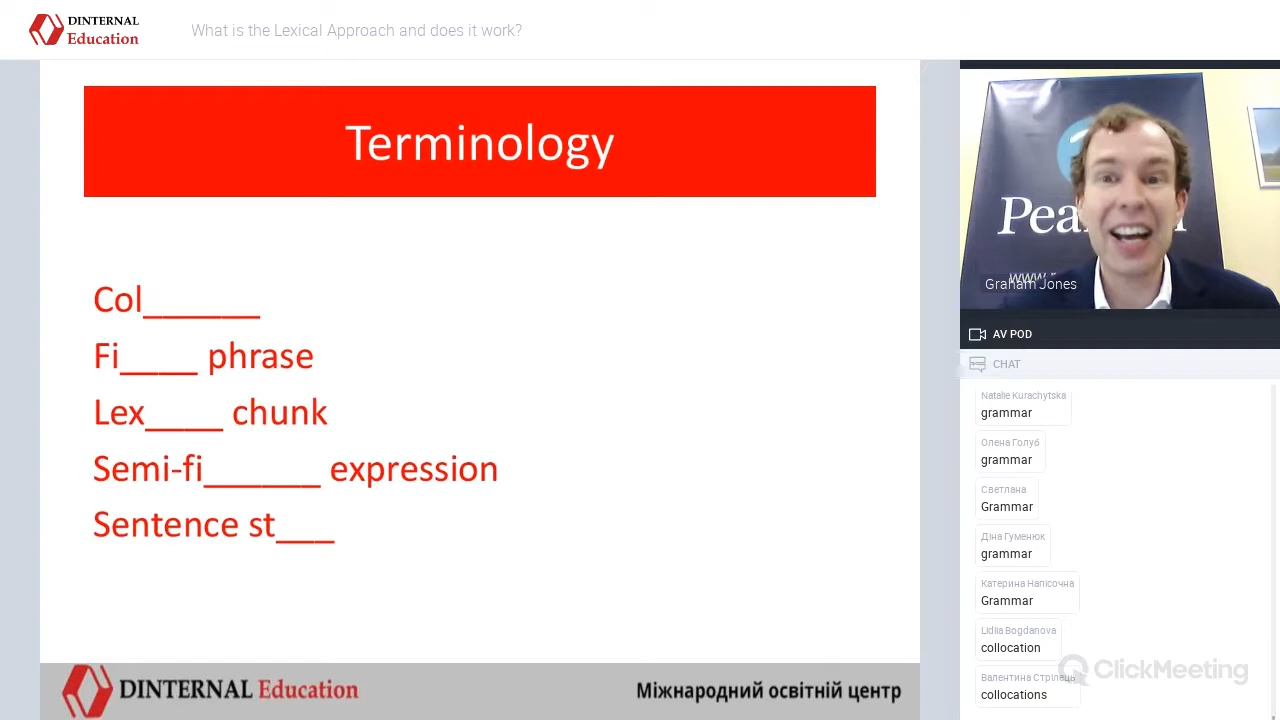 DINTERNAL
Education
What is the Lexical Approach and does it work?
Terminology
Col______
Fi____ phrase
Lex____ chunk
Semi-fi______ expression
Sentence st___
DINTERNAL Education
Міжнародний освітній центр
Graham Jones
AV POD
CHAT
Natalie Kurachytska
grammar
Олена Голуб
grammar
Светлана
Grammar
Діна Гуменюк
grammar
Катерина Напісочна
Grammar
Lidiia Bogdanova
collocation
Валентина Стрілець
collocations
ClickMeeting